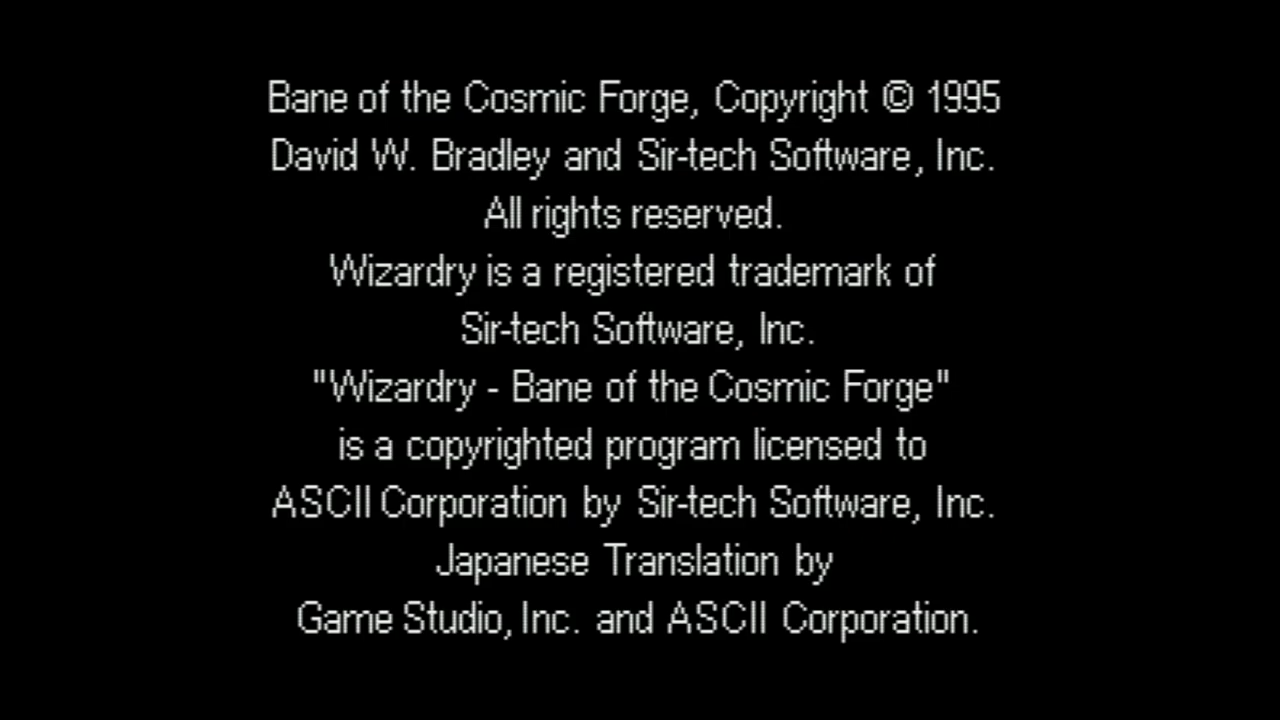 Bane of the Cosmic Forge, Copyright © 1995
David W. Bradley and Sir-tech Software, Inc.
All rights reserved.
Wizardry is a registered trademark of
Sir-tech Software, Inc.
"Wizardry - Bane of the Cosmic Forge"
is a copyrighted program licensed to
ASCII Corporation by Sir-tech Software, Inc.
Japanese Translation by
Game Studio, Inc. and ASCII Corporation.